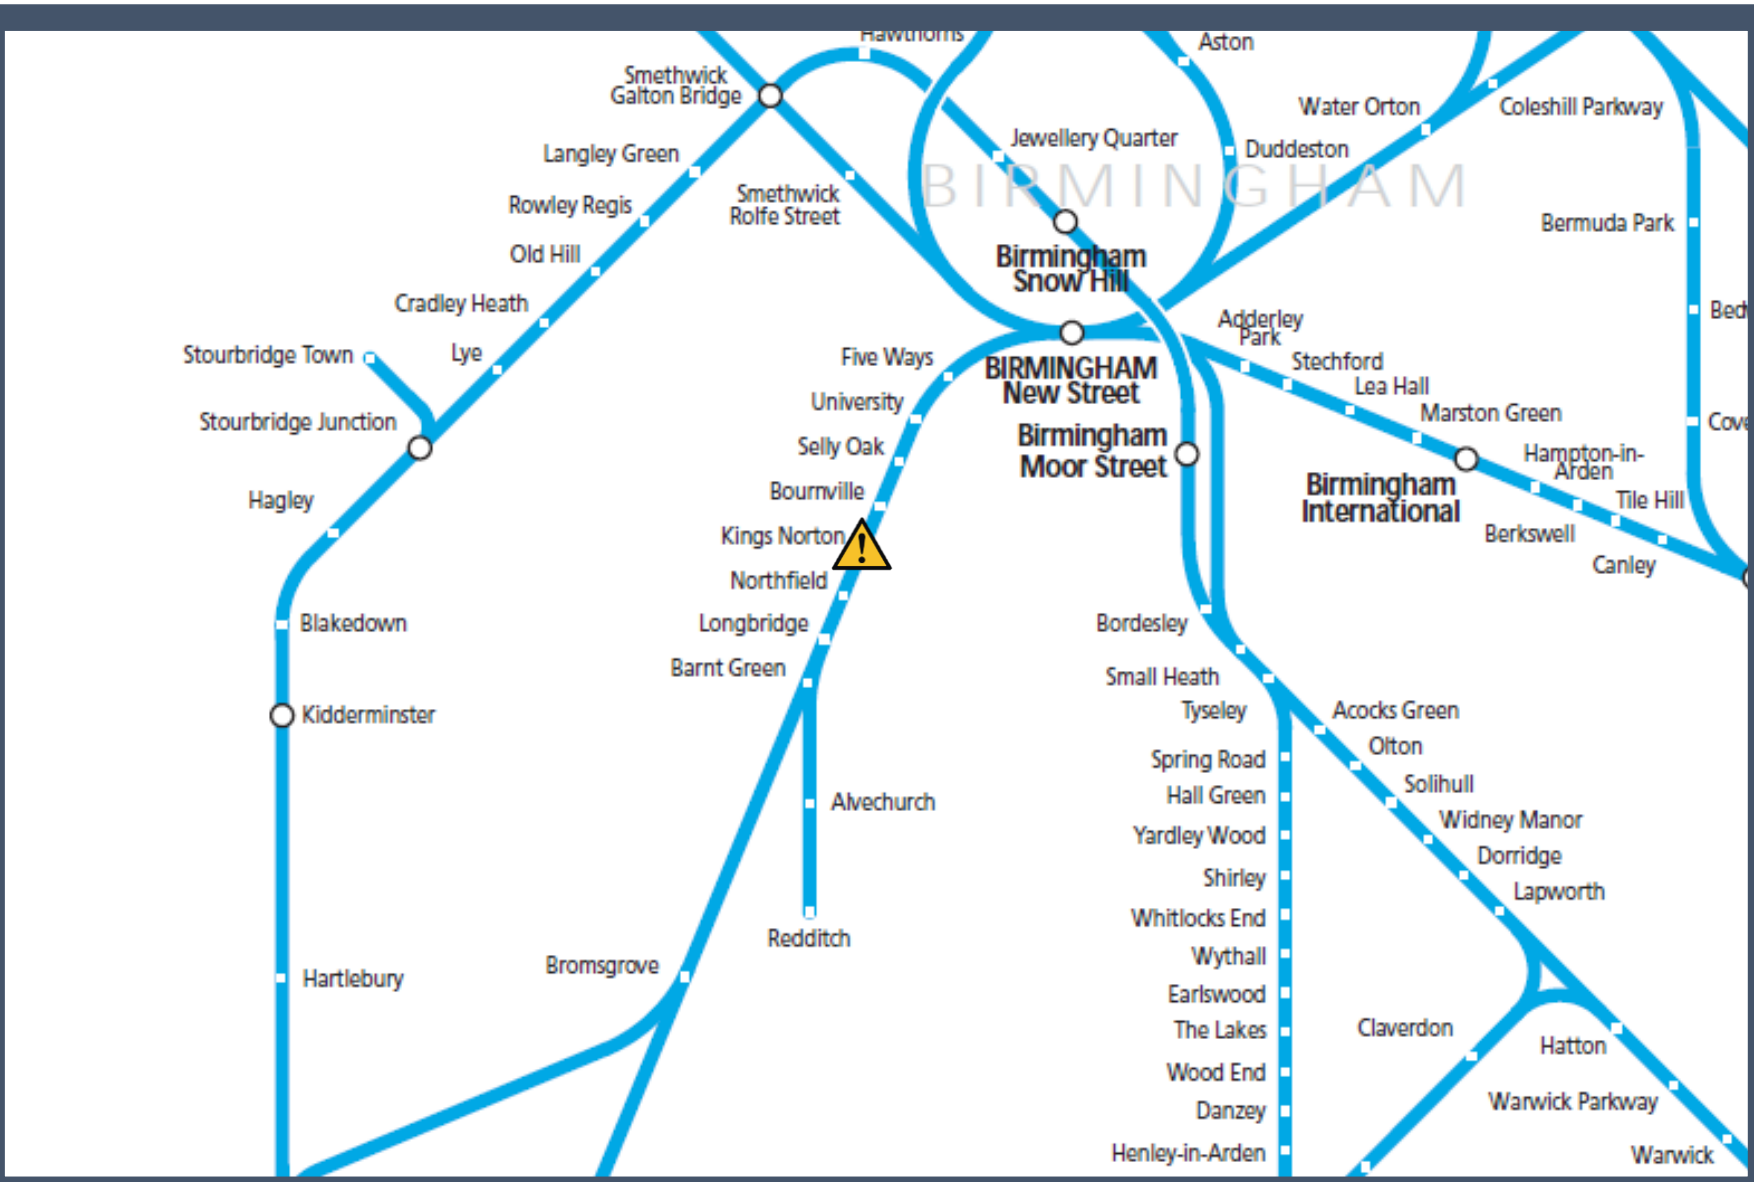 Hawthorns
Aston
Smethwick
Galton Bridge
Water Orton
Coleshill Parkway
Jewellery Quarter
Duddeston
Langley Green
BIRMINGHAM
Smethwick
Rolfe Street
Rowley Regis
Bermuda Park
Old Hill
Birmingham
Snow Hill
Cradley Heath
Adderley
Park
Stourbridge Town
Lye
Five Ways
BIRMINGHAM
New Street
Stechford
Lea Hall
University
Marston Green
Stourbridge Junction
Birmingham
Moor Street
Selly Oak
Hampton-in-
Arden
Hagley
Bournville
Birmingham
International
Tile Hill
Kings Norton
!
Berkswell
Canley
Northfield
Blakedown
Longbridge
Bordesley
Barnt Green
Small Heath
Kidderminster
Tyseley
Acocks Green
Olton
Spring Road
Solihull
Hall Green
Alvechurch
Widney Manor
Yardley Wood
Dorridge
Shirley
Lapworth
Whitlocks End
Redditch
Wythall
Bromsgrove
Hartlebury
Earlswood
The Lakes
Claverdon
Hatton
Wood End
Warwick Parkway
Danzey
Henley-in-Arden
Warwick